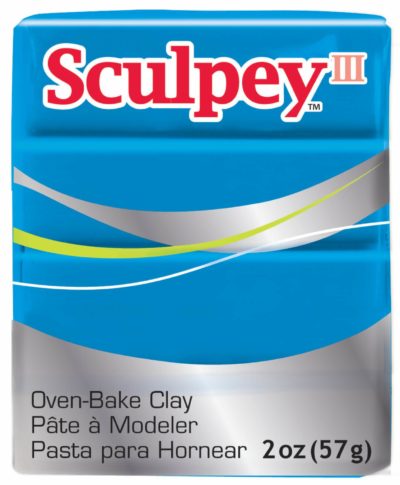 Sculpey III ™
Oven-Bake Clay
Pâte à Modeler
Pasta para Hornear 2 oz (57 g)